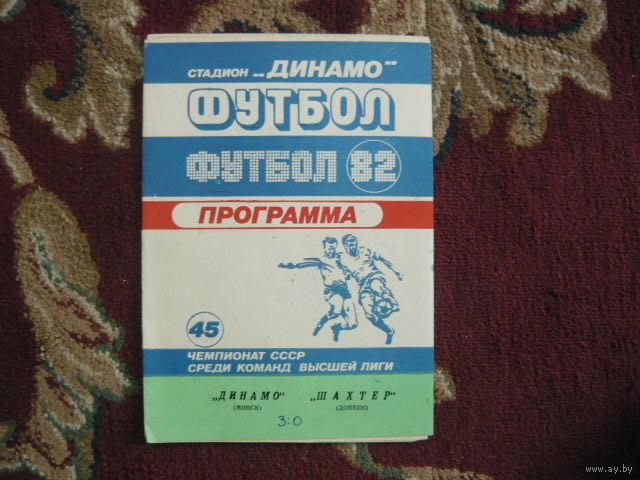 СТАДИОН „ДИНАМО“
ФУТБОЛ
ФУТБОЛ 82
ПРОГРАММА
45
ЧЕМПИОНАТ СССР
СРЕДИ КОМАНД ВЫСШЕЙ ЛИГИ
„ДИНАМО“ „ШАХТЕР“
(МИНСК) (ДОНЕЦК)
3:0
www.ay.by